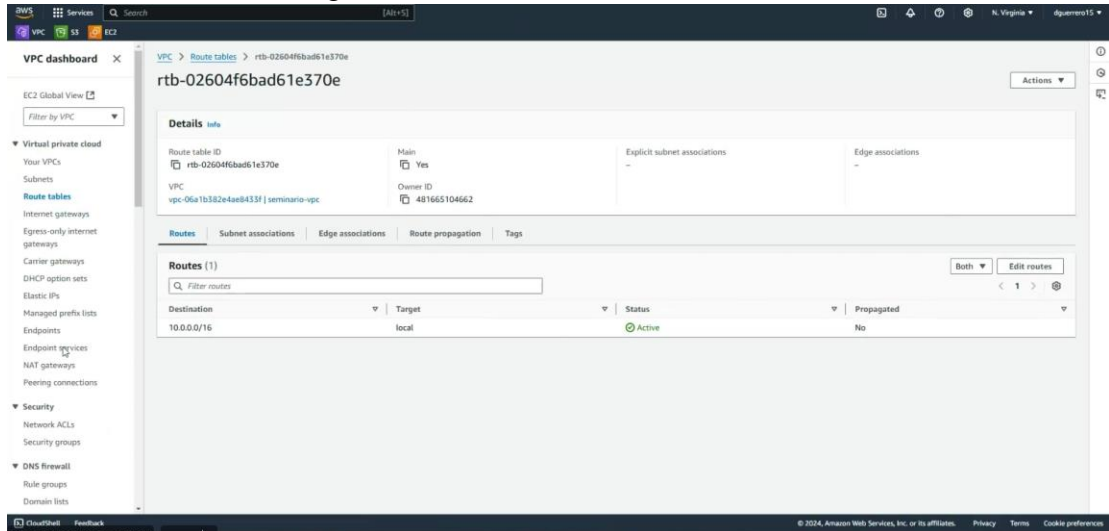 aws Services Search [Alt+S] N. Virginia dguerrero15
VPC S3 EC2
VPC dashboard
EC2 Global View
Filter by VPC
Virtual private cloud
Your VPCs
Subnets
Route tables
Internet gateways
Egress-only internet
gateways
Carrier gateways
DHCP option sets
Elastic IPs
Managed prefix lists
Endpoints
Endpoint services
NAT gateways
Peering connections
Security
Network ACLs
Security groups
DNS firewall
Rule groups
Domain lists
VPC > Route tables > rtb-02604f6bad61e370e
rtb-02604f6bad61e370e
Actions
Details Info
Route table ID
rtb-02604f6bad61e370e
Main
Yes
Explicit subnet associations
–
Edge associations
–
VPC
vpc-06a1b382e4ae8433f | seminario-vpc
Owner ID
481665104662
Routes Subnet associations Edge associations Route propagation Tags
Routes (1) Both Edit routes
Filter routes < 1 >
Destination Target Status Propagated
10.0.0.0/16 local Active No
CloudShell Feedback © 2024, Amazon Web Services, Inc. or its affiliates. Privacy Terms Cookie preferences